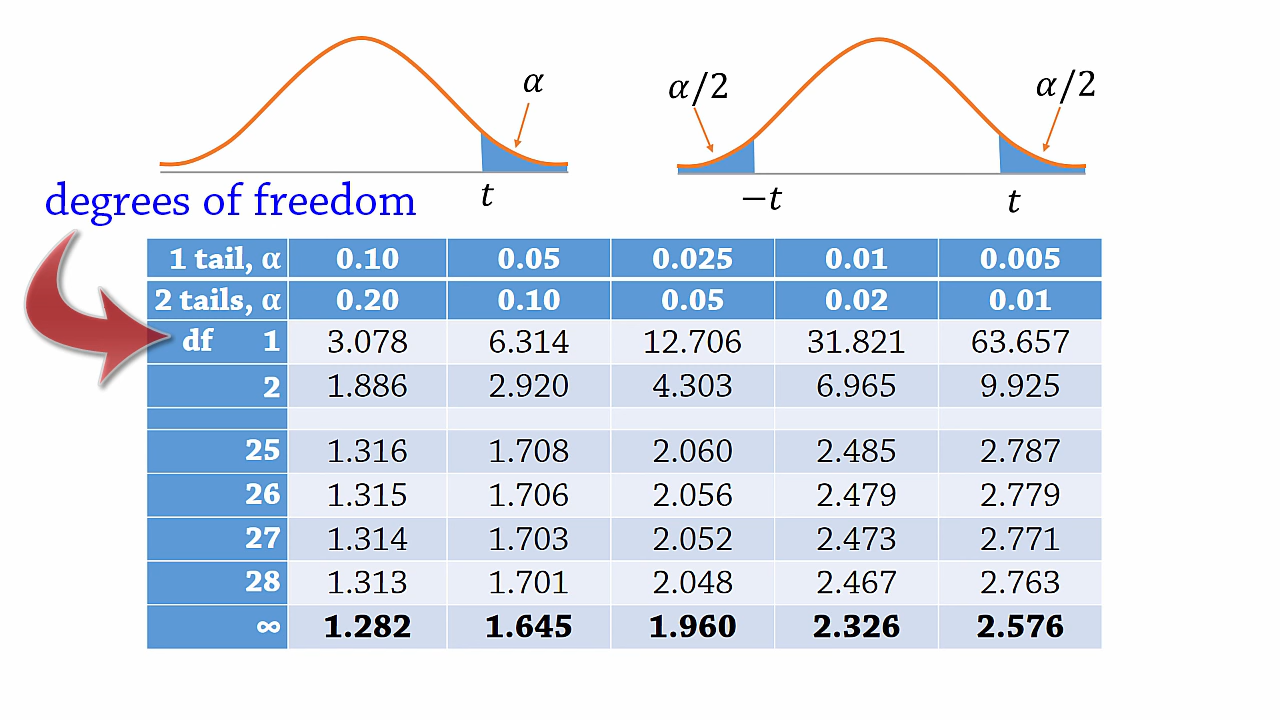 α
α/2
α/2
t
−t
t
degrees of freedom
1 tail, α 0.10 0.05 0.025 0.01 0.005
2 tails, α 0.20 0.10 0.05 0.02 0.01
df 1 3.078 6.314 12.706 31.821 63.657
2 1.886 2.920 4.303 6.965 9.925
25 1.316 1.708 2.060 2.485 2.787
26 1.315 1.706 2.056 2.479 2.779
27 1.314 1.703 2.052 2.473 2.771
28 1.313 1.701 2.048 2.467 2.763
∞ 1.282 1.645 1.960 2.326 2.576